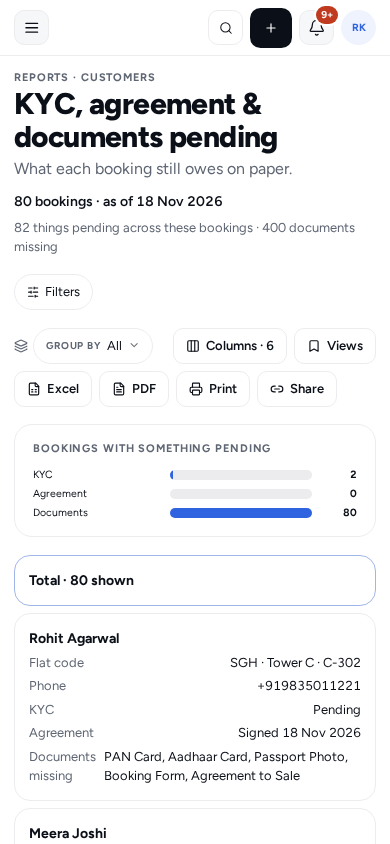 9+
RK
REPORTS · CUSTOMERS
KYC, agreement &
documents pending
What each booking still owes on paper.
80 bookings · as of 18 Nov 2026
82 things pending across these bookings · 400 documents
missing
Filters
GROUP BY All
Columns · 6
Views
Excel
PDF
Print
Share
BOOKINGS WITH SOMETHING PENDING
KYC 2
Agreement 0
Documents 80
Total · 80 shown
Rohit Agarwal
Flat code SGH · Tower C · C-302
Phone +919835011221
KYC Pending
Agreement Signed 18 Nov 2026
Documents missing PAN Card, Aadhaar Card, Passport Photo,
Booking Form, Agreement to Sale
Meera Joshi